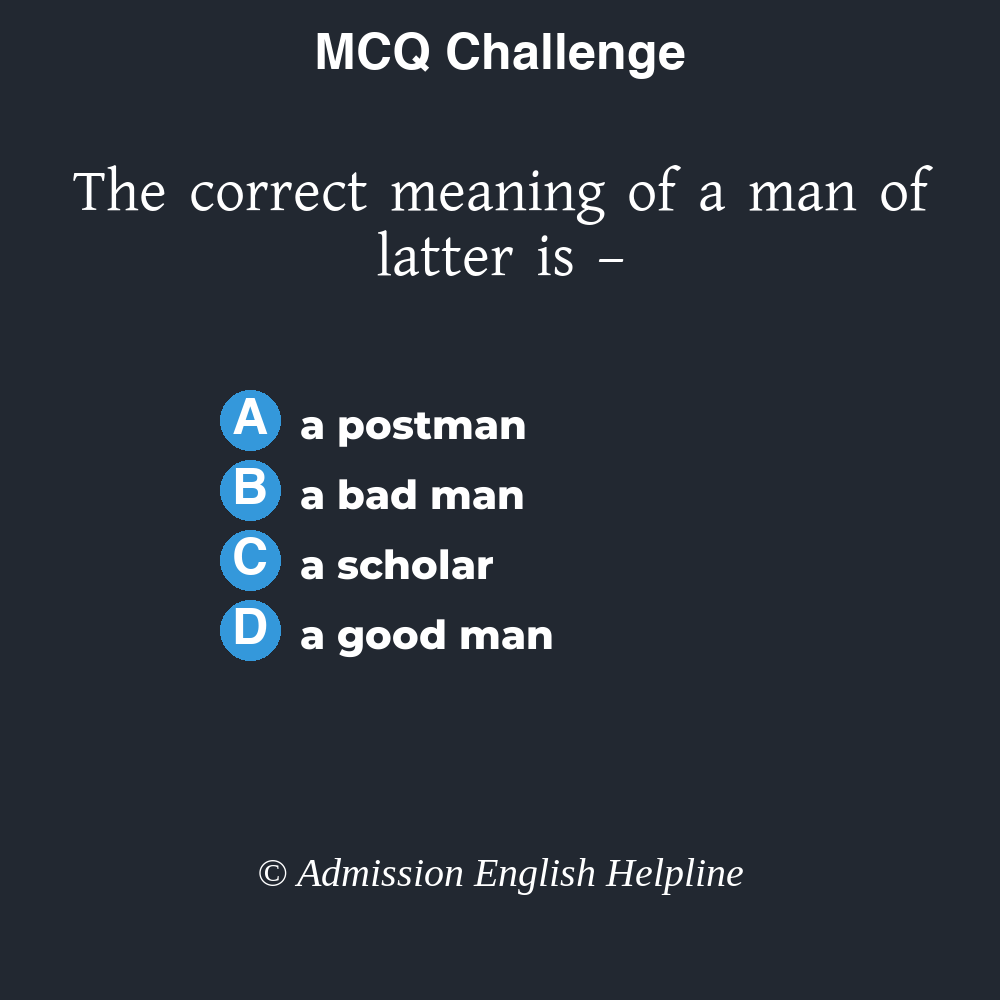 MCQ Challenge
The correct meaning of a man of
latter is –
A a postman
B a bad man
C a scholar
D a good man
© Admission English Helpline